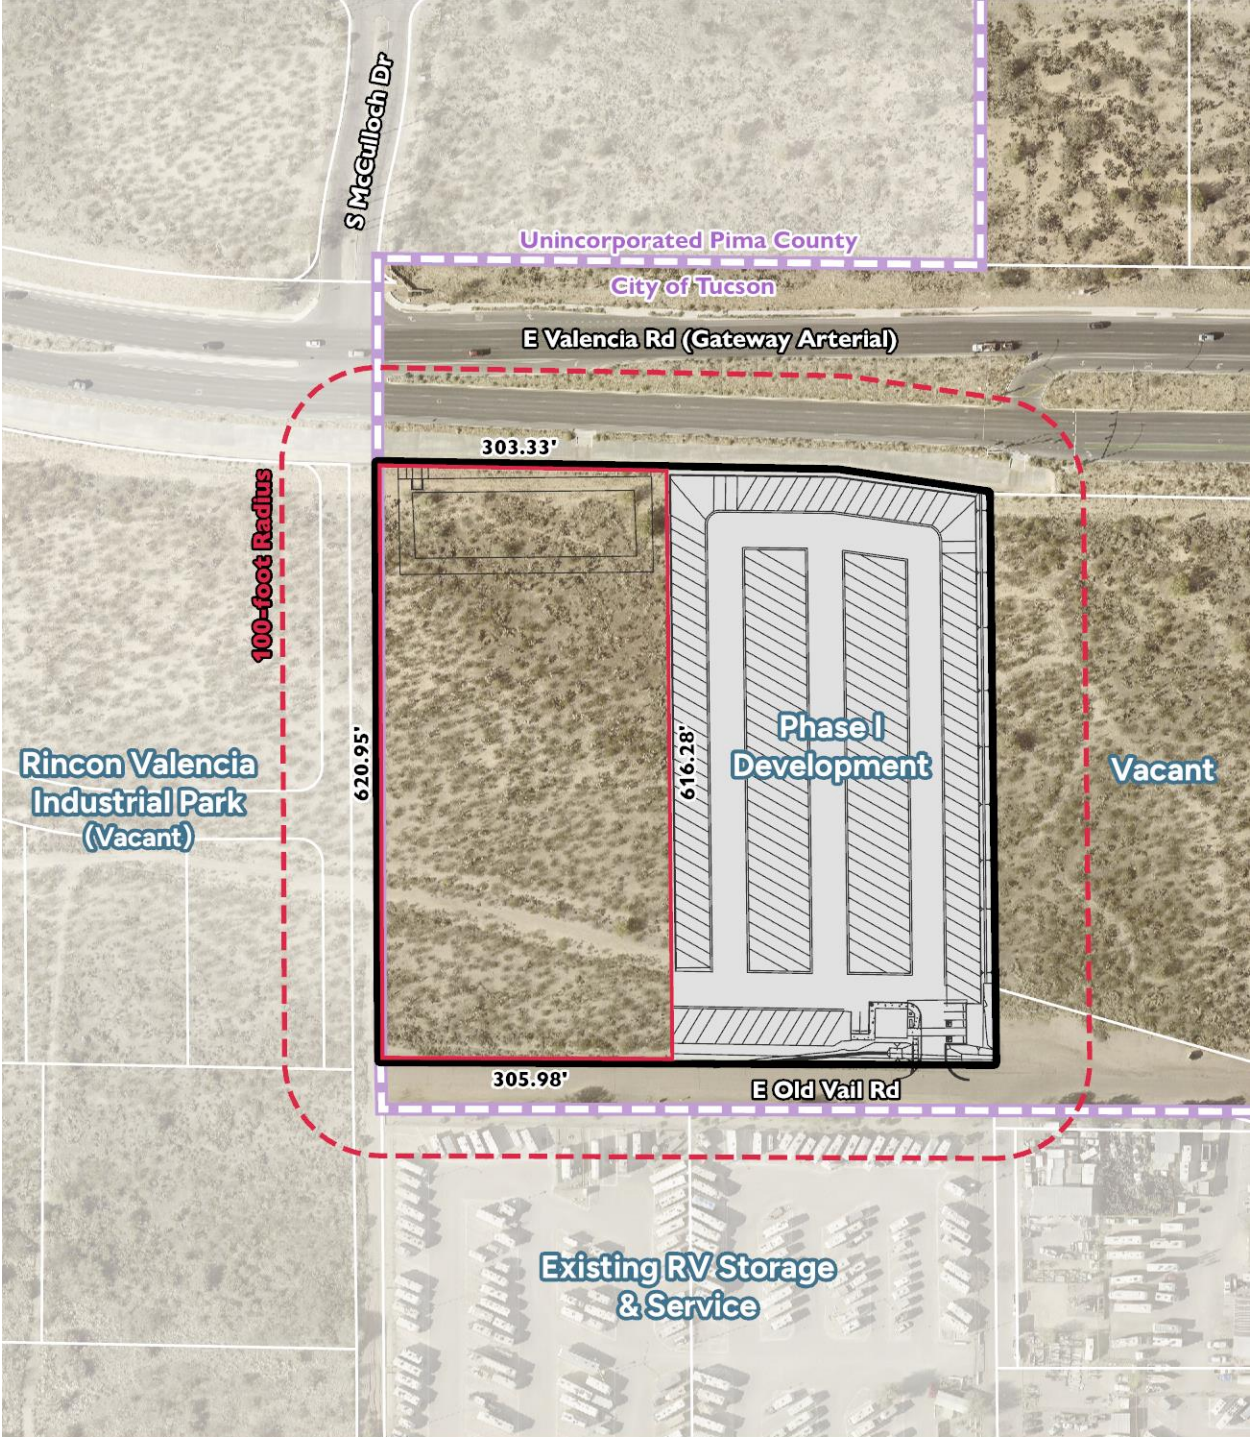 S McCulloch Dr
Unincorporated Pima County
City of Tucson
E Valencia Rd (Gateway Arterial)
303.33'
100-foot Radius
620.95'
616.28'
Phase I
Development
Rincon Valencia
Industrial Park
(Vacant)
Vacant
305.98'
E Old Vail Rd
Existing RV Storage
& Service